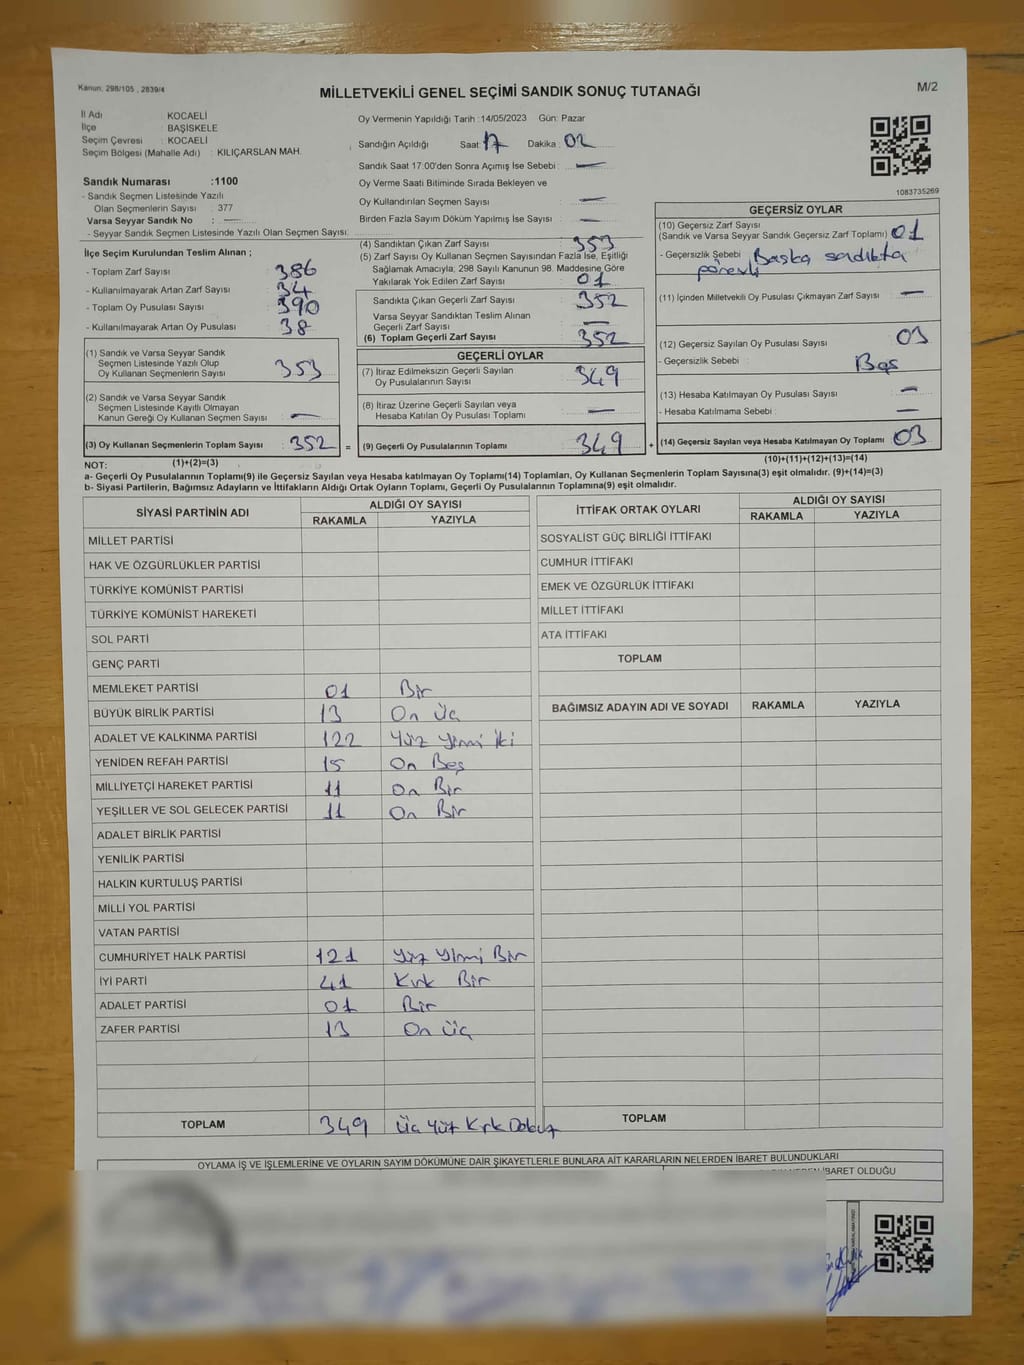 Kanun, 298/105 , 2839/4
MİLLETVEKİLİ GENEL SEÇİMİ SANDIK SONUÇ TUTANAĞI
M/2
İl Adı KOCAELİ
İlçe : BAŞİSKELE
Seçim Çevresi : KOCAELİ
Seçim Bölgesi (Mahalle Adı) : KILIÇARSLAN MAH.
Sandık Numarası :1100
- Sandık Seçmen Listesinde Yazılı
Olan Seçmenlerin Sayısı : 377
Varsa Seyyar Sandık No : —
- Seyyar Sandık Seçmen Listesinde Yazılı Olan Seçmen Sayısı:
İlçe Seçim Kurulundan Teslim Alınan ;
- Toplam Zarf Sayısı 386
- Kullanılmayarak Artan Zarf Sayısı 34
- Toplam Oy Pusulası 390
- Kullanılmayarak Artan Oy Pusulası 38
(1) Sandık ve Varsa Seyyar Sandık
Seçmen Listesinde Yazılı Olup
Oy Kullanan Seçmenlerin Sayısı 353
(2) Sandık ve Varsa Seyyar Sandık
Seçmen Listesinde Kayıtlı Olmayan
Kanun Gereği Oy Kullanan Seçmen Sayısı —
(3) Oy Kullanan Seçmenlerin Toplam Sayısı 352 =
Oy Vermenin Yapıldığı Tarih :14/05/2023 Gün: Pazar
Sandığın Açıldığı Saat: 17 Dakika: 02
Sandık Saat 17:00'den Sonra Açımış İse Sebebi : —
Oy Verme Saati Bitiminde Sırada Bekleyen ve
Oy Kullandırılan Seçmen Sayısı : —
Birden Fazla Sayım Döküm Yapılmış İse Sayısı : —
(4) Sandıktan Çıkan Zarf Sayısı : 353
(5) Zarf Sayısı Oy Kullanan Seçmen Sayısından Fazla İse, Eşitliği
Sağlamak Amacıyla; 298 Sayılı Kanunun 98. Maddesine Göre
Yakılarak Yok Edilen Zarf Sayısı : 01
Sandıkta Çıkan Geçerli Zarf Sayısı : 352
Varsa Seyyar Sandıktan Teslim Alınan
Geçerli Zarf Sayısı : —
(6) Toplam Geçerli Zarf Sayısı : 352
GEÇERLİ OYLAR
(7) İtiraz Edilmeksizin Geçerli Sayılan
Oy Pusulalarının Sayısı 349
(8) İtiraz Üzerine Geçerli Sayılan veya
Hesaba Katılan Oy Pusulası Toplamı —
(9) Geçerli Oy Pusulalarının Toplamı 349 +
1083735269
GEÇERSİZ OYLAR
(10) Geçersiz Zarf Sayısı
(Sandık ve Varsa Seyyar Sandık Geçersiz Zarf Toplamı) 01
- Geçersizlik Sebebi : Başka sandıkta
görevli
(11) İçinden Milletvekili Oy Pusulası Çıkmayan Zarf Sayısı : —
(12) Geçersiz Sayılan Oy Pusulası Sayısı : 03
- Geçersizlik Sebebi : Boş
(13) Hesaba Katılmayan Oy Pusulası Sayısı : —
- Hesaba Katılmama Sebebi : —
(14) Geçersiz Sayılan veya Hesaba Katılmayan Oy Toplamı 03
NOT: (1)+(2)=(3)
(10)+(11)+(12)+(13)=(14)
a- Geçerli Oy Pusulalarının Toplamı(9) ile Geçersiz Sayılan veya Hesaba katılmayan Oy Toplamı(14) Toplamları, Oy Kullanan Seçmenlerin Toplam Sayısına(3) eşit olmalıdır. (9)+(14)=(3)
b- Siyasi Partilerin, Bağımsız Adayların ve İttifakların Aldığı Ortak Oyların Toplamı, Geçerli Oy Pusulalarının Toplamına(9) eşit olmalıdır.
SİYASİ PARTİNİN ADI ALDIĞI OY SAYISI
RAKAMLA YAZIYLA
MİLLET PARTİSİ
HAK VE ÖZGÜRLÜKLER PARTİSİ
TÜRKİYE KOMÜNİST PARTİSİ
TÜRKİYE KOMÜNİST HAREKETİ
SOL PARTİ
GENÇ PARTİ
MEMLEKET PARTİSİ 01 Bir
BÜYÜK BİRLİK PARTİSİ 13 On Üç
ADALET VE KALKINMA PARTİSİ 122 Yüz Yirmi İki
YENİDEN REFAH PARTİSİ 15 On Beş
MİLLİYETÇİ HAREKET PARTİSİ 11 On Bir
YEŞİLLER VE SOL GELECEK PARTİSİ 11 On Bir
ADALET BİRLİK PARTİSİ
YENİLİK PARTİSİ
HALKIN KURTULUŞ PARTİSİ
MİLLİ YOL PARTİSİ
VATAN PARTİSİ
CUMHURİYET HALK PARTİSİ 121 Yüz Yirmi Bir
İYİ PARTİ 41 Kırk Bir
ADALET PARTİSİ 01 Bir
ZAFER PARTİSİ 13 On Üç
TOPLAM 349 Üç Yüz Kırk Dokuz
İTTİFAK ORTAK OYLARI ALDIĞI OY SAYISI
RAKAMLA YAZIYLA
SOSYALİST GÜÇ BİRLİĞİ İTTİFAKI
CUMHUR İTTİFAKI
EMEK VE ÖZGÜRLÜK İTTİFAKI
MİLLET İTTİFAKI
ATA İTTİFAKI
TOPLAM
BAĞIMSIZ ADAYIN ADI VE SOYADI RAKAMLA YAZIYLA
TOPLAM
OYLAMA İŞ VE İŞLEMLERİNE VE OYLARIN SAYIM DÖKÜMÜNE DAİR ŞİKAYETLERLE BUNLARA AİT KARARLARIN NELERDEN İBARET BULUNDUKLARI
İBARET OLDUĞU